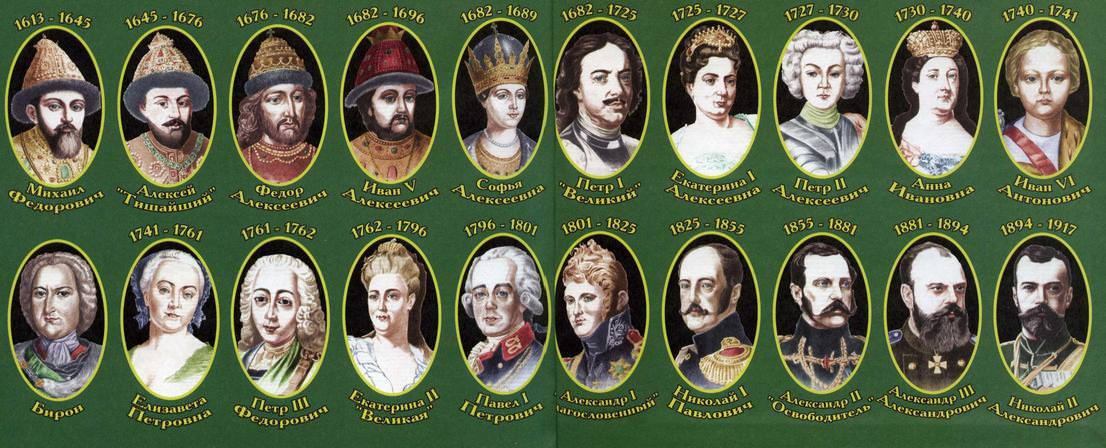 1613 - 1645
Михаил
Федорович
1645 - 1676
Алексей
"Тишайший"
1676 - 1682
Федор
Алексеевич
1682 - 1696
Иван V
Алексеевич
1682 - 1689
Софья
Алексеевна
1682 - 1725
Петр I
"Великий"
1725 - 1727
Екатерина I
Алексеевна
1727 - 1730
Петр II
Алексеевич
1730 - 1740
Анна
Ивановна
1740 - 1741
Иван VI
Антонович
Бирон
1741 - 1761
Елизавета
Петровна
1761 - 1762
Петр III
Федорович
1762 - 1796
Екатерина II
"Великая"
1796 - 1801
Павел I
Петрович
1801 - 1825
Александр I
агословенный"
1825 - 1855
Николай I
Павлович
1855 - 1881
Александр II
"Освободитель"
1881 - 1894
Александр III
Александрович
1894 - 1917
Николай II
Александрович